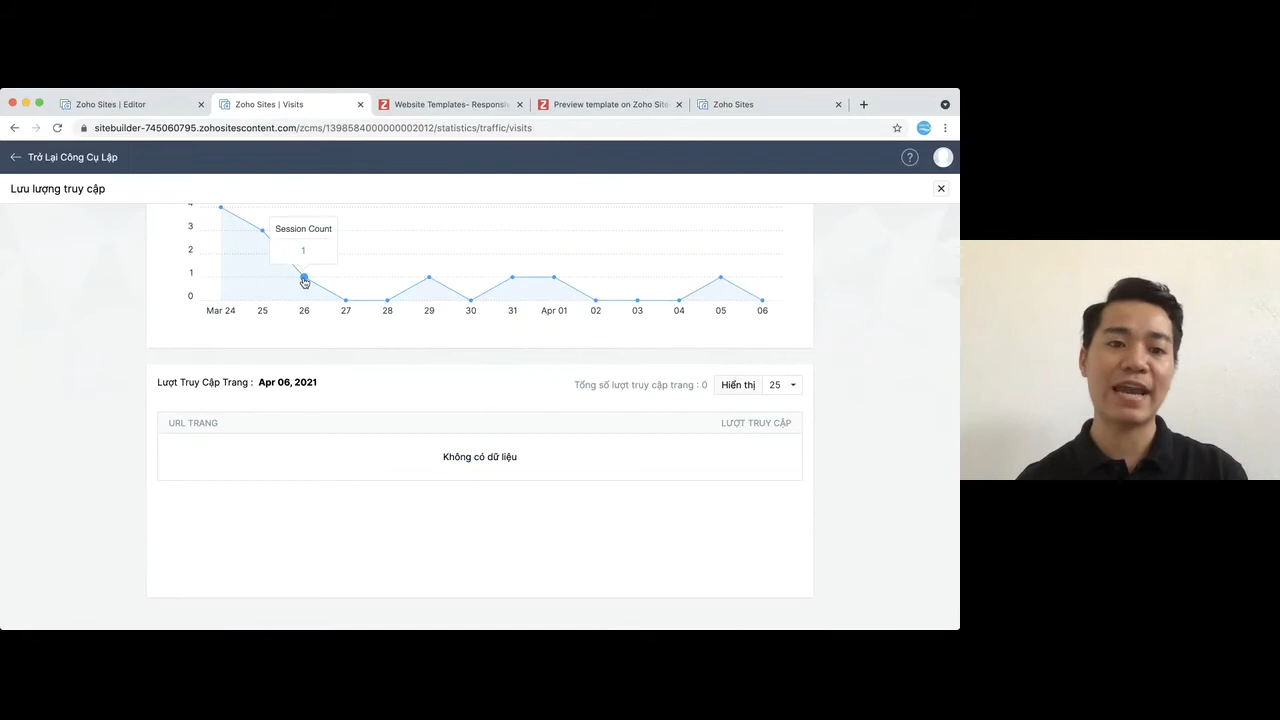 Zoho Sites | Editor
Zoho Sites | Visits
Website Templates- Responsi
Preview template on Zoho Site
Zoho Sites
sitebuilder-745060795.zohositescontent.com/zcms/1398584000000002012/statistics/traffic/visits
Trở Lại Công Cụ Lập
?
Lưu lượng truy cập
4
3
2
1
0
Session Count
1
Mar 24 25 26 27 28 29 30 31 Apr 01 02 03 04 05 06
Lượt Truy Cập Trang : Apr 06, 2021
Tổng số lượt truy cập trang : 0 Hiển thị 25
URL TRANG LƯỢT TRUY CẬP
Không có dữ liệu